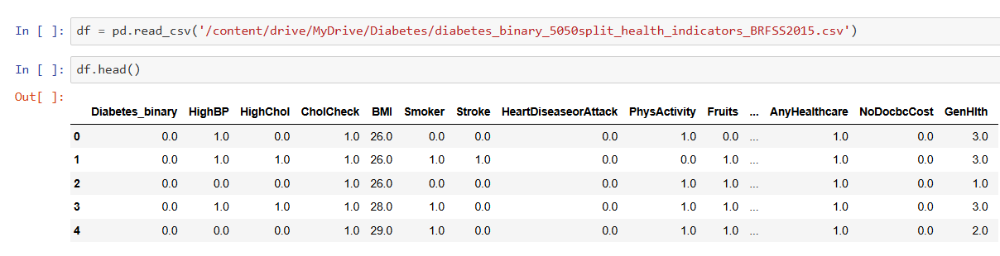 In [ ]: df = pd.read_csv('/content/drive/MyDrive/Diabetes/diabetes_binary_5050split_health_indicators_BRFSS2015.csv')
In [ ]: df.head()
Out[ ]:
Diabetes_binary HighBP HighChol CholCheck BMI Smoker Stroke HeartDiseaseorAttack PhysActivity Fruits ... AnyHealthcare NoDocbcCost GenHlth
0 0.0 1.0 0.0 1.0 26.0 0.0 0.0 0.0 1.0 0.0 ... 1.0 0.0 3.0
1 0.0 1.0 1.0 1.0 26.0 1.0 1.0 0.0 0.0 1.0 ... 1.0 0.0 3.0
2 0.0 0.0 0.0 1.0 26.0 0.0 0.0 0.0 1.0 1.0 ... 1.0 0.0 1.0
3 0.0 1.0 1.0 1.0 28.0 1.0 0.0 0.0 1.0 1.0 ... 1.0 0.0 3.0
4 0.0 0.0 0.0 1.0 29.0 1.0 0.0 0.0 1.0 1.0 ... 1.0 0.0 2.0